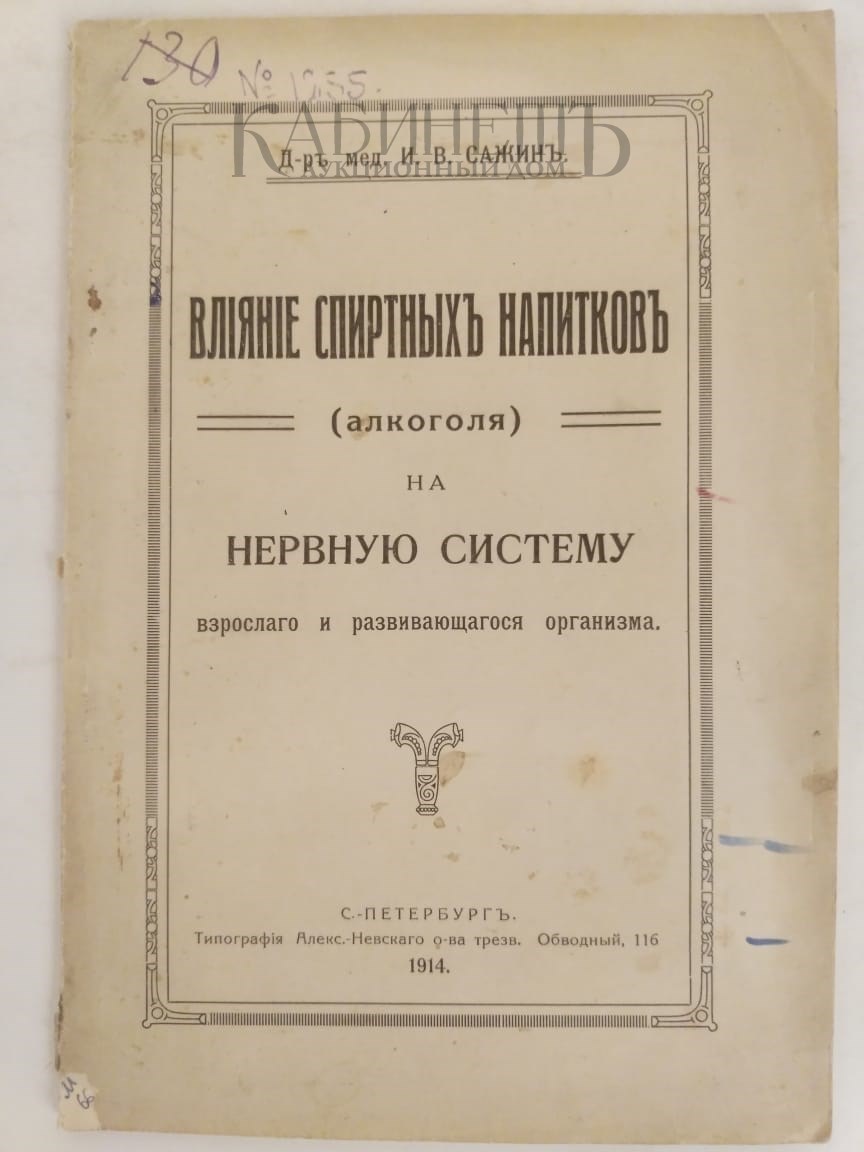 130
№ 1255.
КАБИНЕТЪ
АУКЦИОННЫЙ ДОМ
Д-ръ мед. И. В. САЖИНЪ.
ВЛІЯНІЕ СПИРТНЫХЪ НАПИТКОВЪ
(алкоголя)
НА
НЕРВНУЮ СИСТЕМУ
взрослаго и развивающагося организма.
С.-ПЕТЕРБУРГЪ.
Типографія Алекс.-Невскаго о-ва трезв. Обводный, 116
1914.